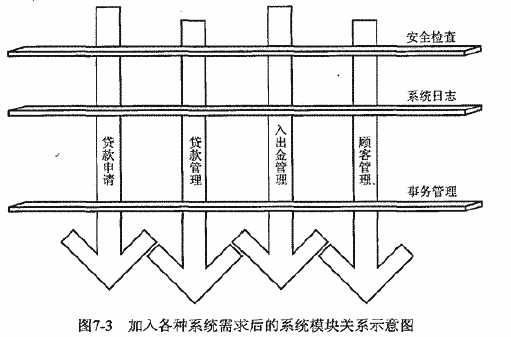 安全检查
系统日志
贷款申请
贷款管理
入出金管理
顾客管理
事务管理
图7-3 加入各种系统需求后的系统模块关系示意图